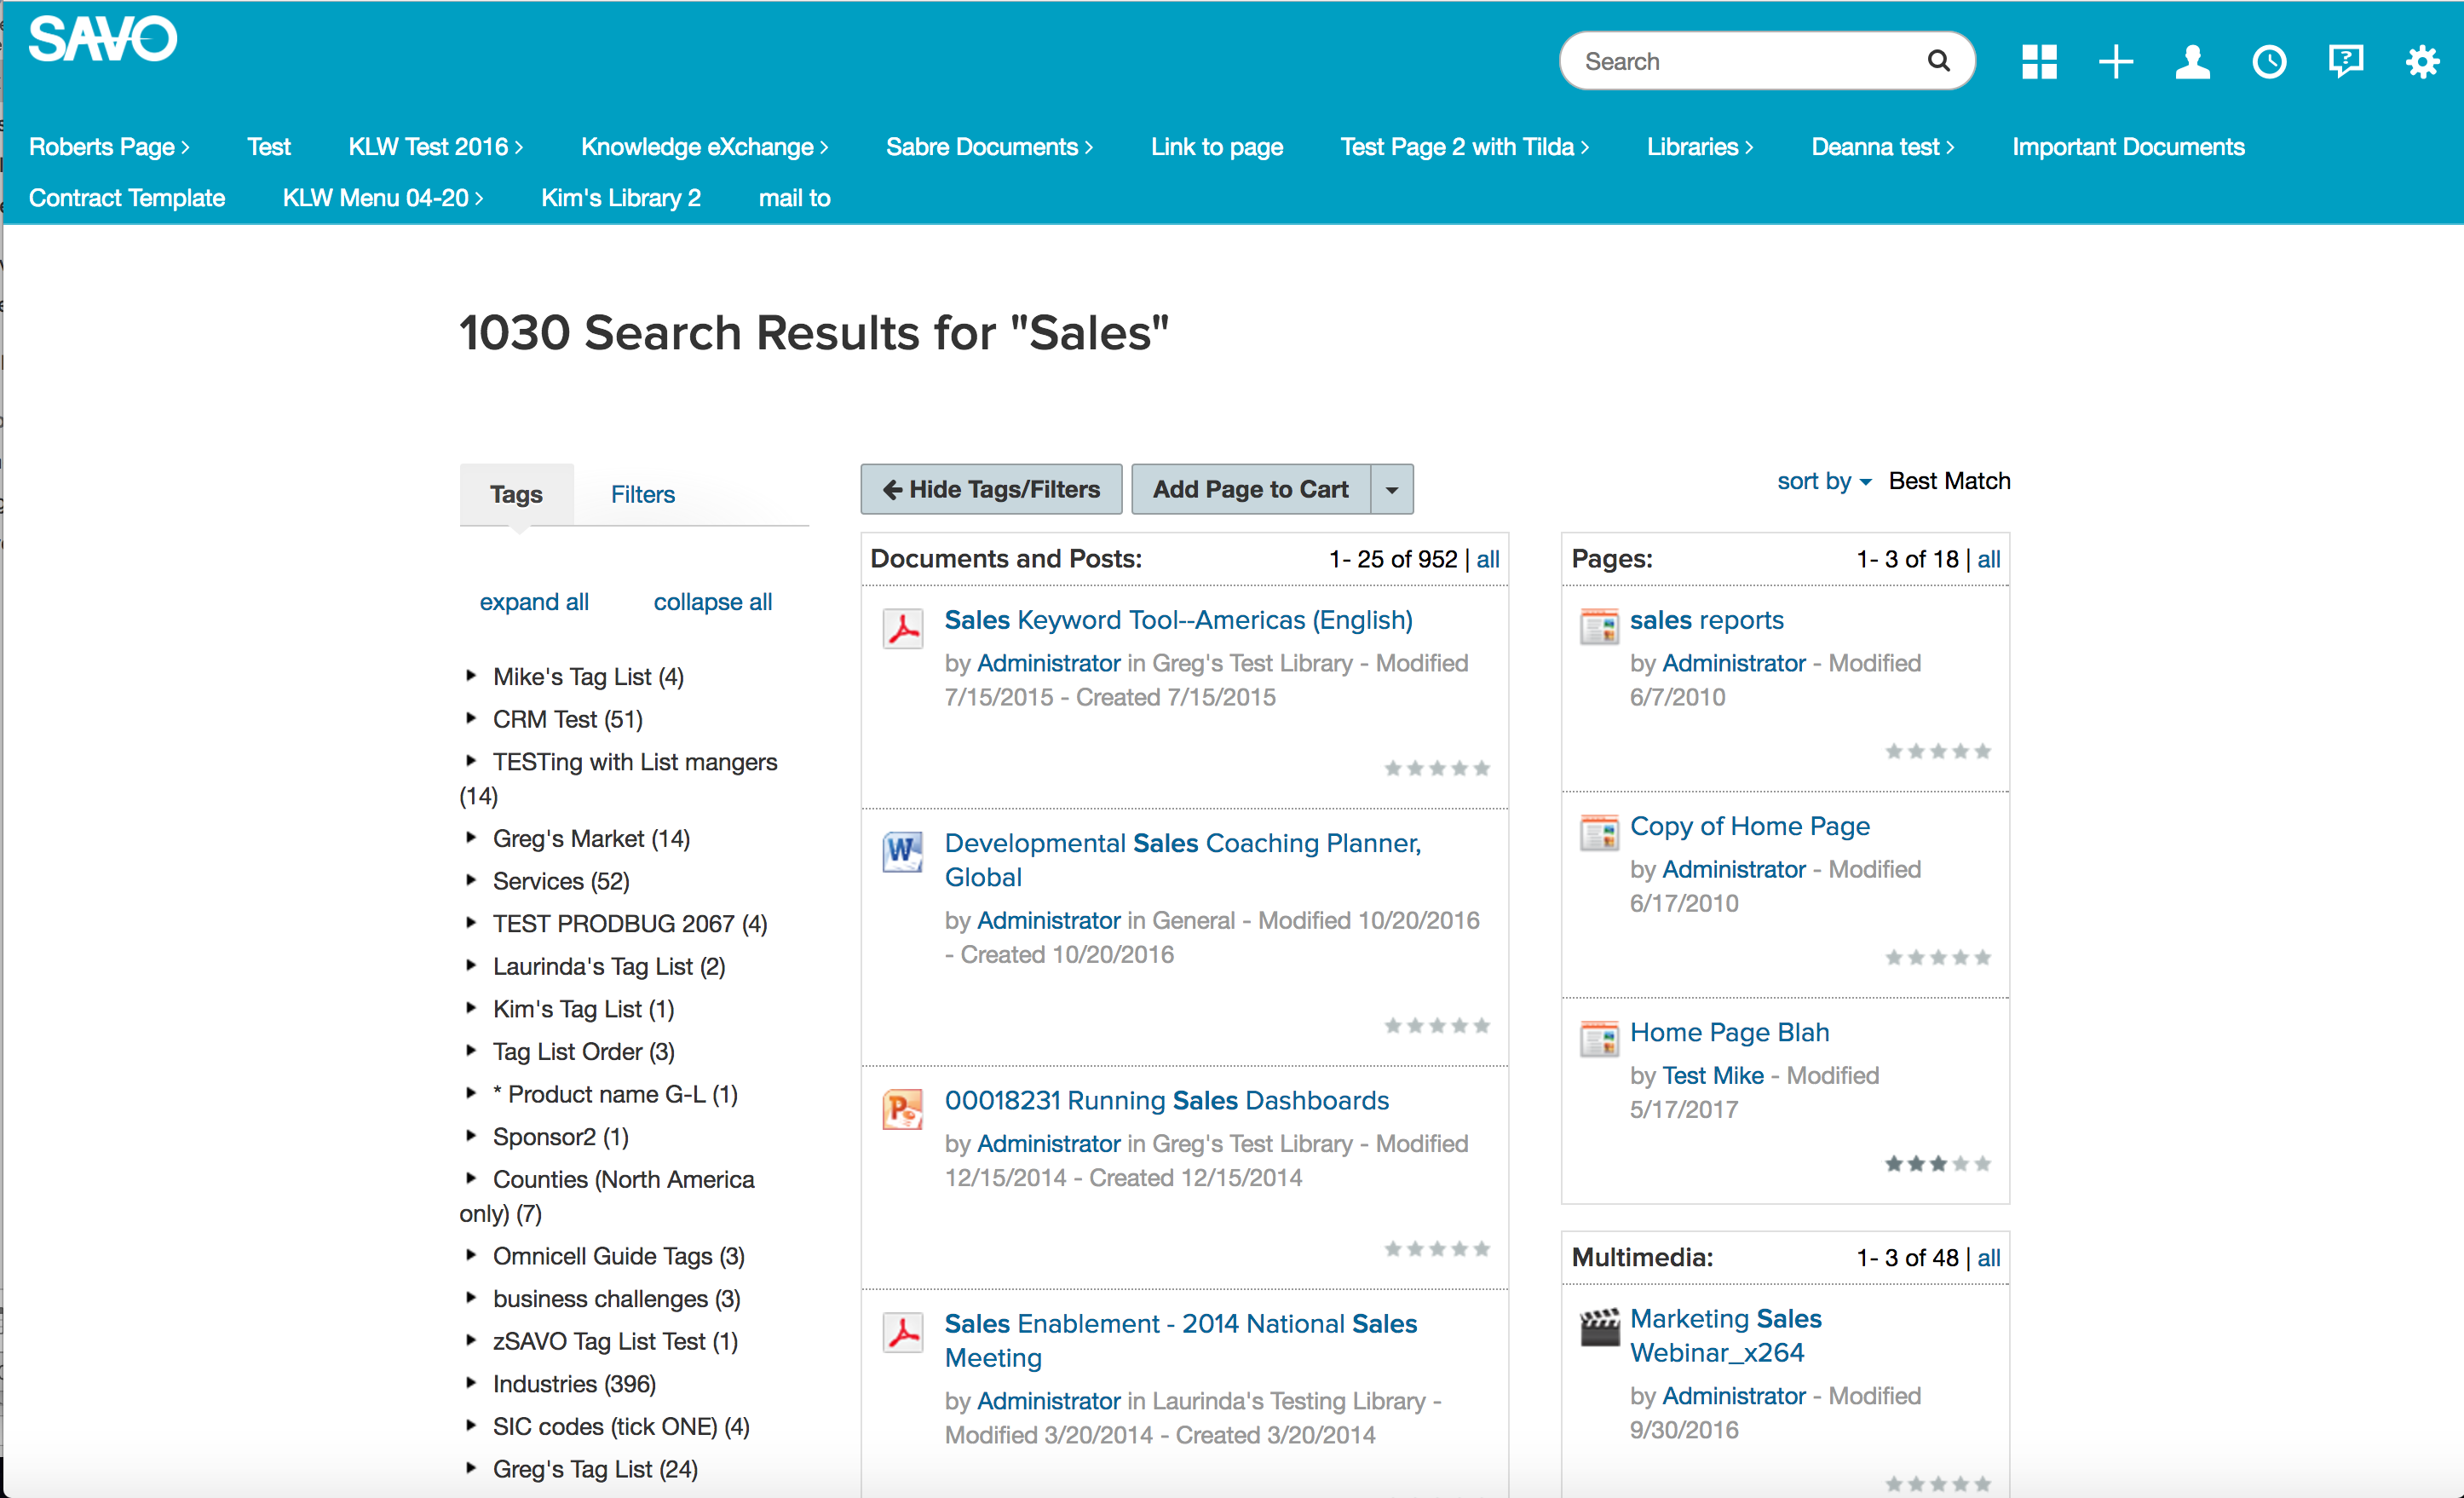 SAVO
Search
Roberts Page >
Test
KLW Test 2016 >
Knowledge eXchange >
Sabre Documents >
Link to page
Test Page 2 with Tilda >
Libraries >
Deanna test >
Important Documents
Contract Template
KLW Menu 04-20 >
Kim's Library 2
mail to
1030 Search Results for "Sales"
Tags
Filters
expand all
collapse all
Mike's Tag List (4)
CRM Test (51)
TESTing with List mangers
(14)
Greg's Market (14)
Services (52)
TEST PRODBUG 2067 (4)
Laurinda's Tag List (2)
Kim's Tag List (1)
Tag List Order (3)
* Product name G-L (1)
Sponsor2 (1)
Counties (North America
only) (7)
Omnicell Guide Tags (3)
business challenges (3)
zSAVO Tag List Test (1)
Industries (396)
SIC codes (tick ONE) (4)
Greg's Tag List (24)
Hide Tags/Filters
Add Page to Cart
sort by
Best Match
Documents and Posts:
1- 25 of 952 | all
Sales Keyword Tool--Americas (English)
by Administrator in Greg's Test Library - Modified
7/15/2015 - Created 7/15/2015
Developmental Sales Coaching Planner,
Global
by Administrator in General - Modified 10/20/2016
- Created 10/20/2016
00018231 Running Sales Dashboards
by Administrator in Greg's Test Library - Modified
12/15/2014 - Created 12/15/2014
Sales Enablement - 2014 National Sales
Meeting
by Administrator in Laurinda's Testing Library -
Modified 3/20/2014 - Created 3/20/2014
Pages:
1- 3 of 18 | all
sales reports
by Administrator - Modified
6/7/2010
Copy of Home Page
by Administrator - Modified
6/17/2010
Home Page Blah
by Test Mike - Modified
5/17/2017
Multimedia:
1- 3 of 48 | all
Marketing Sales
Webinar_x264
by Administrator - Modified
9/30/2016